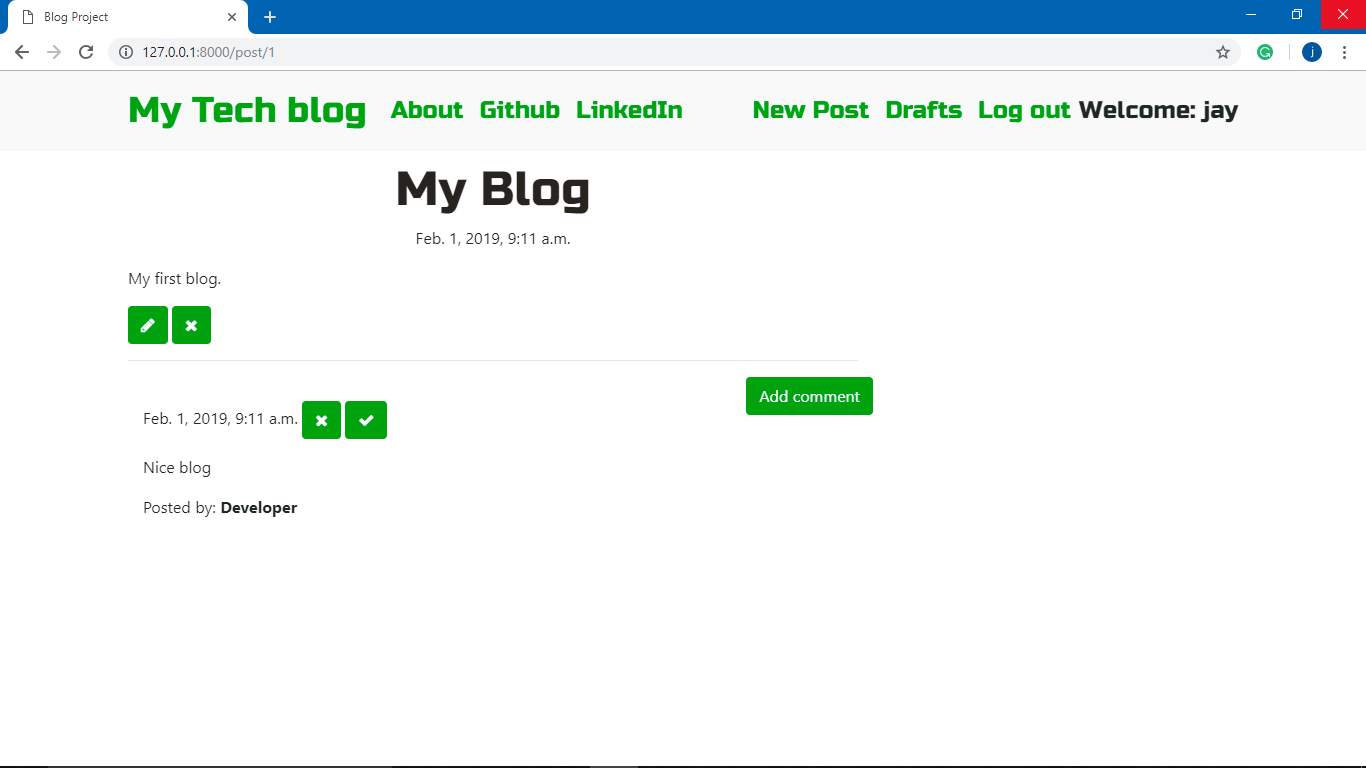 Blog Project
127.0.0.1:8000/post/1
j
My Tech blog About Github LinkedIn New Post Drafts Log out Welcome: jay
My Blog
Feb. 1, 2019, 9:11 a.m.
My first blog.
Add comment
Feb. 1, 2019, 9:11 a.m.
Nice blog
Posted by: Developer